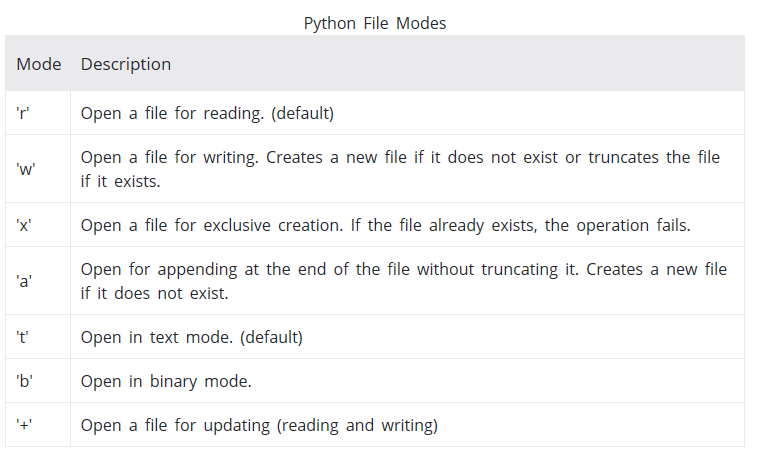 Python File Modes
Mode Description
'r' Open a file for reading. (default)
'w' Open a file for writing. Creates a new file if it does not exist or truncates the file
if it exists.
'x' Open a file for exclusive creation. If the file already exists, the operation fails.
'a' Open for appending at the end of the file without truncating it. Creates a new file
if it does not exist.
't' Open in text mode. (default)
'b' Open in binary mode.
'+' Open a file for updating (reading and writing)